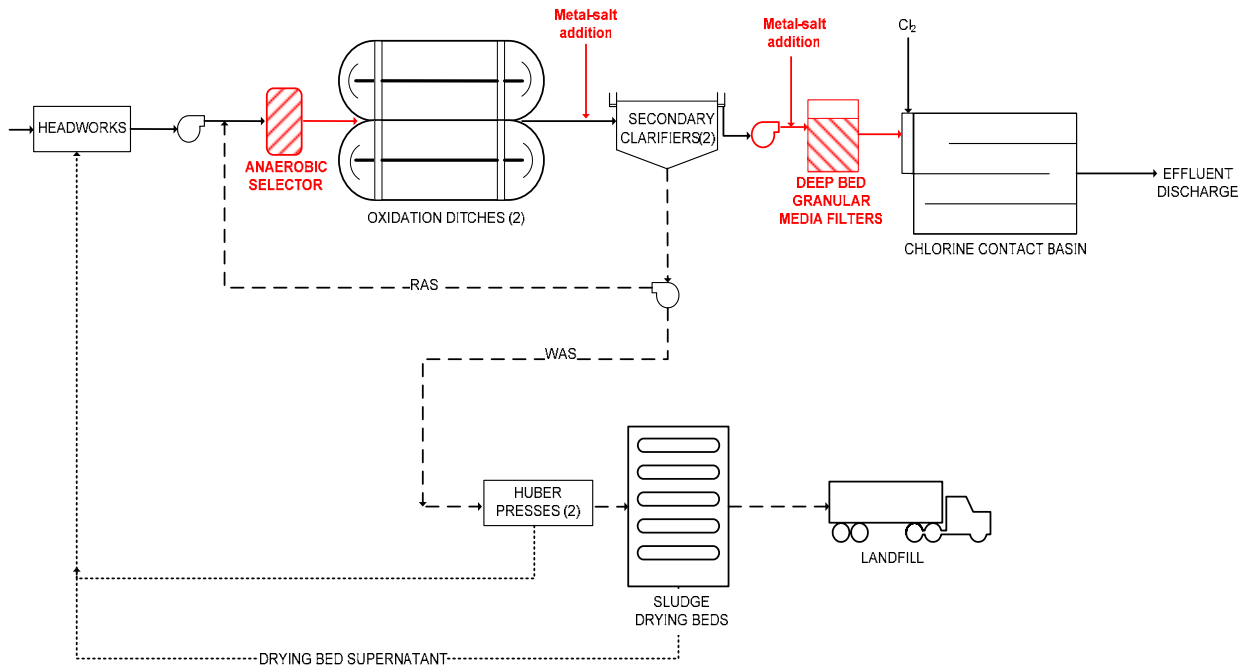 Metal-salt
addition
Metal-salt
addition
Cl2
HEADWORKS
SECONDARY
CLARIFIERS(2)
ANAEROBIC
SELECTOR
DEEP BED
GRANULAR
MEDIA FILTERS
EFFLUENT
DISCHARGE
OXIDATION DITCHES (2)
CHLORINE CONTACT BASIN
RAS
WAS
HUBER
PRESSES (2)
LANDFILL
SLUDGE
DRYING BEDS
DRYING BED SUPERNATANT